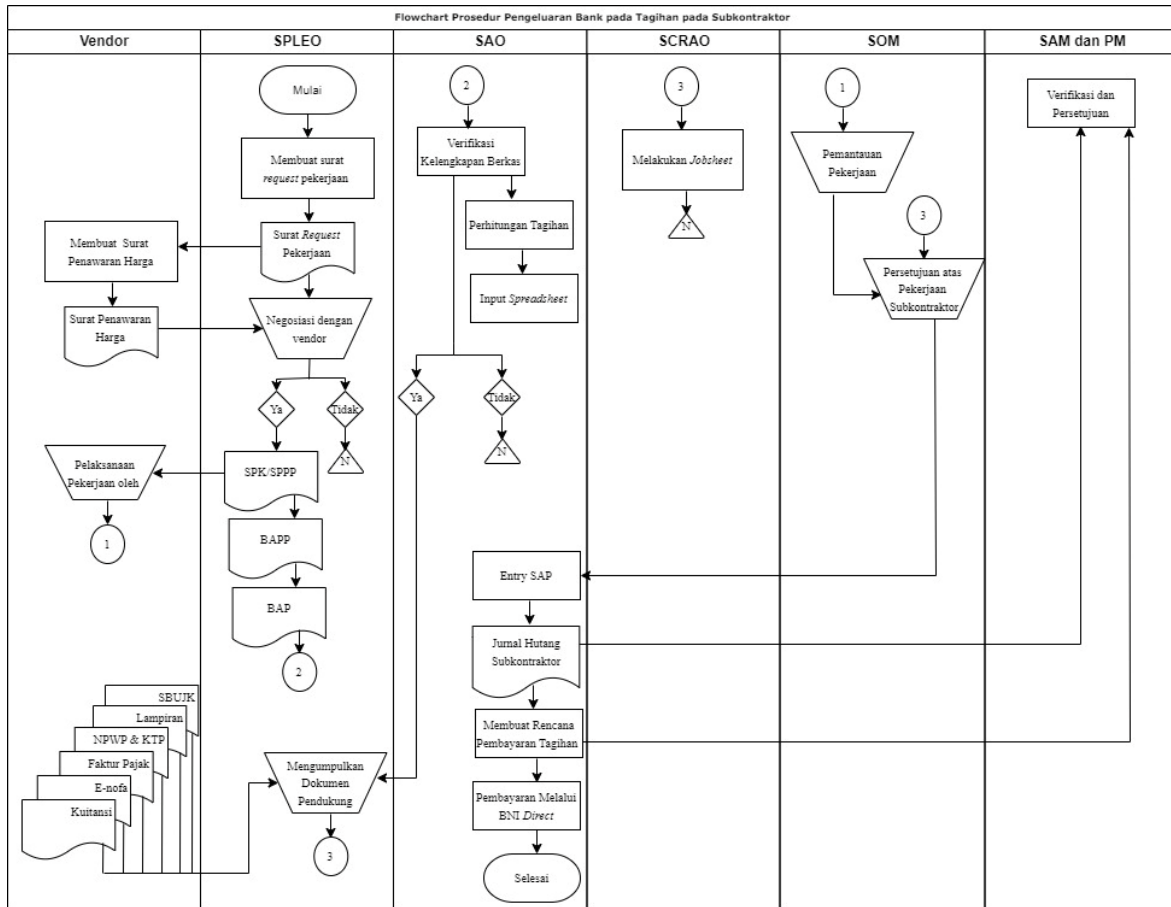 Flowchart Prosedur Pengeluaran Bank pada Tagihan pada Subkontraktor
Vendor
SPLEO
SAO
SCRAO
SOM
SAM dan PM
Membuat Surat
Penawaran Harga
Surat Penawaran
Harga
Pelaksanaan
Pekerjaan oleh
1
SBUJK
Lampiran
NPWP & KTP
Faktur Pajak
E-nofa
Kuitansi
Mulai
Membuat surat
request pekerjaan
Surat Request
Pekerjaan
Negosiasi dengan
vendor
Ya
Tidak
N
SPK/SPPP
BAPP
BAP
2
Mengumpulkan
Dokumen
Pendukung
3
2
Verifikasi
Kelengkapan Berkas
Perhitungan Tagihan
Input Spreadsheet
Ya
Tidak
N
Entry SAP
Jurnal Hutang
Subkontraktor
Membuat Rencana
Pembayaran Tagihan
Pembayaran Melalui
BNI Direct
Selesai
3
Melakukan Jobsheet
N
1
Pemantauan
Pekerjaan
3
Persetujuan atas
Pekerjaan
Subkontraktor
Verifikasi dan
Persetujuan